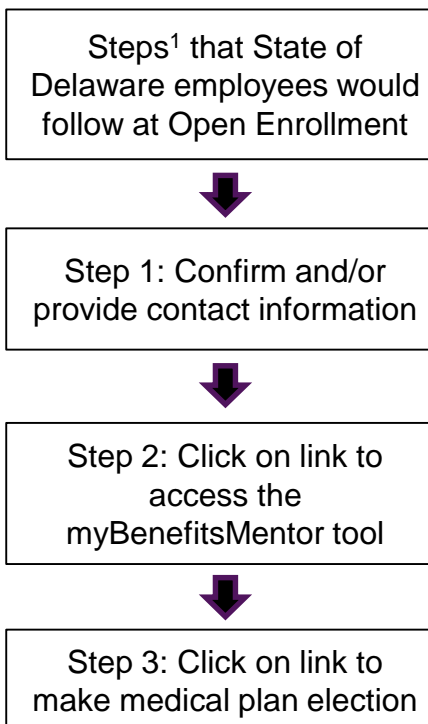 Steps¹ that State of
Delaware employees would
follow at Open Enrollment
Step 1: Confirm and/or
provide contact information
Step 2: Click on link to
access the
myBenefitsMentor tool
Step 3: Click on link to
make medical plan election